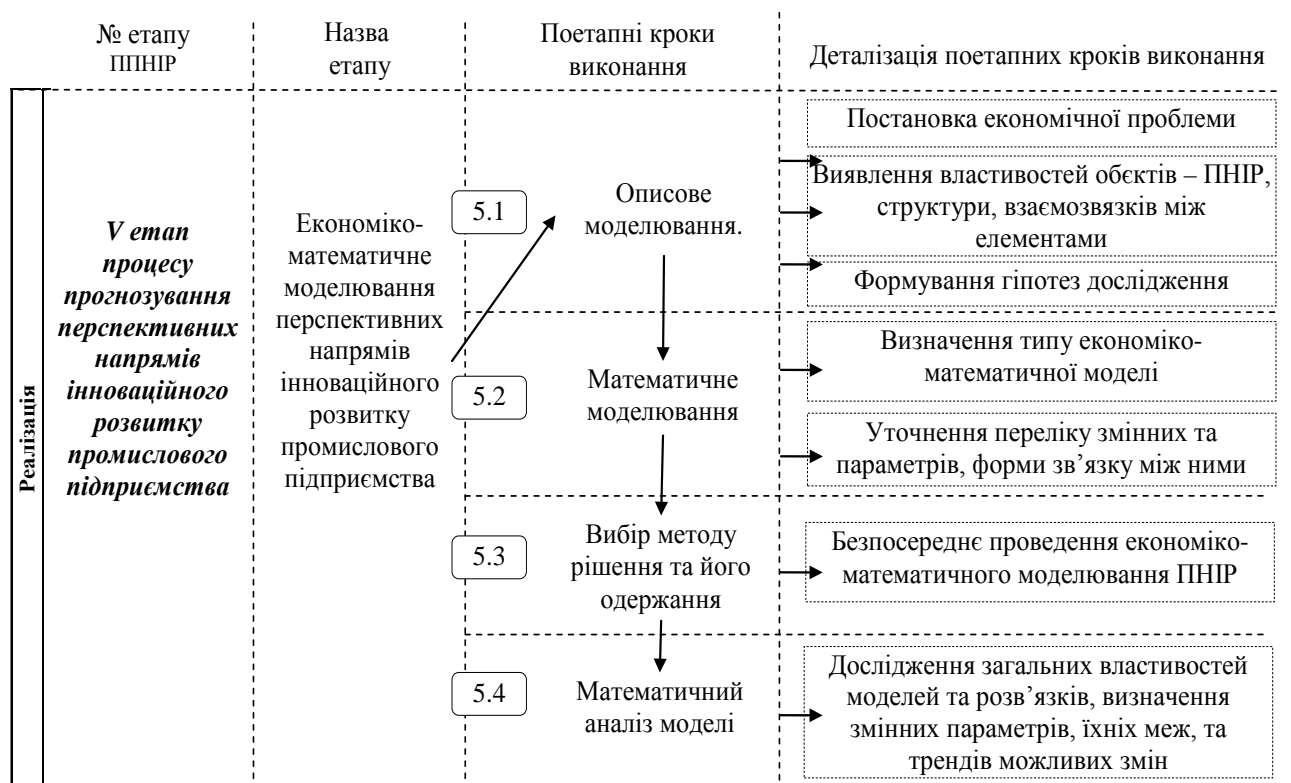 № етапу
ППНІР
Назва
етапу
Поетапні кроки
виконання
Деталізація поетапних кроків виконання
Реалізація
V етап
процесу
прогнозування
перспективних
напрямів
інноваційного
розвитку
промислового
підприємства
Економіко-
математичне
моделювання
перспективних
напрямів
інноваційного
розвитку
промислового
підприємства
5.1
Описове
моделювання.
Постановка економічної проблеми
Виявлення властивостей обєктів – ПНІР,
структури, взаємозвязків між
елементами
Формування гіпотез дослідження
5.2
Математичне
моделювання
Визначення типу економіко-
математичної моделі
Уточнення переліку змінних та
параметрів, форми зв’язку між ними
5.3
Вибір методу
рішення та його
одержання
Безпосереднє проведення економіко-
математичного моделювання ПНІР
5.4
Математичний
аналіз моделі
Дослідження загальних властивостей
моделей та розв’язків, визначення
змінних параметрів, їхніх меж, та
трендів можливих змін